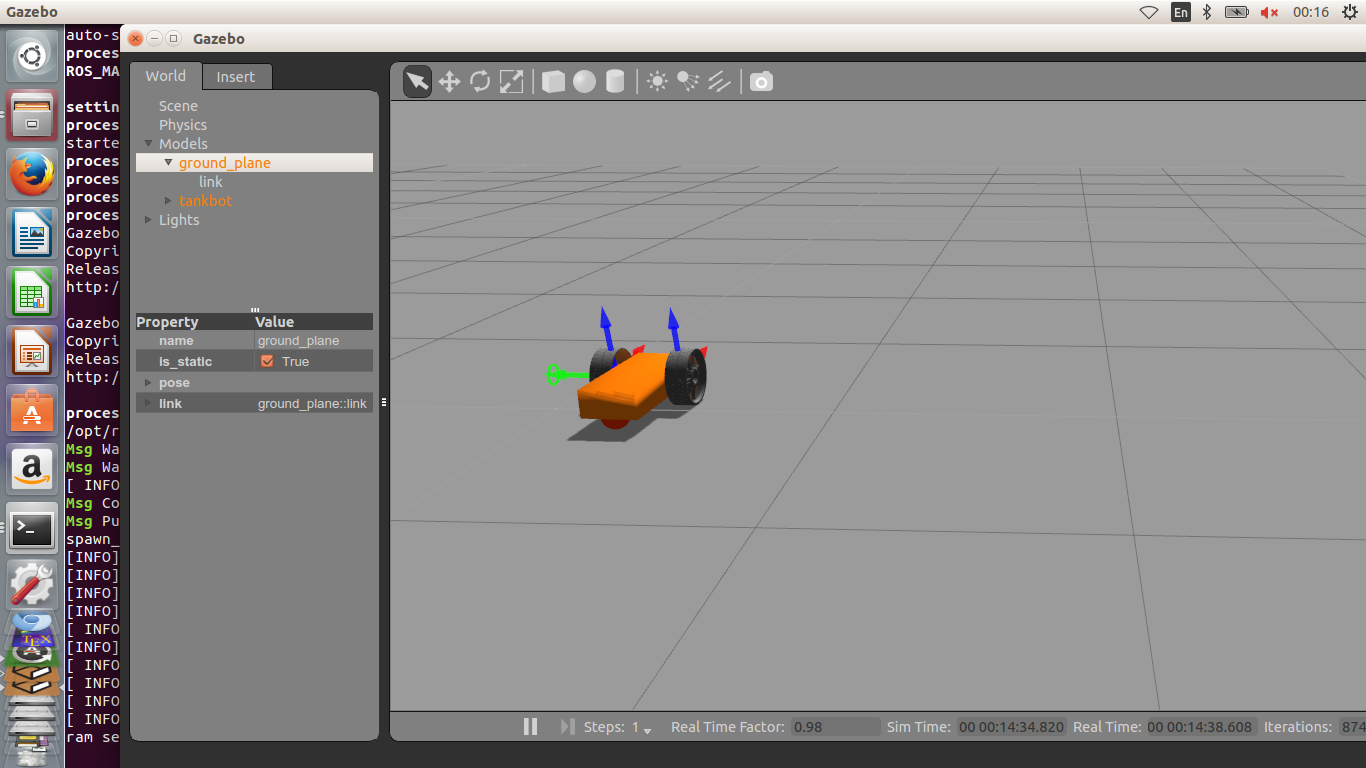 Gazebo
En
00:16
Gazebo
World
Insert
Scene
Physics
Models
ground_plane
link
tankbot
Lights
Property Value
name ground_plane
is_static True
pose
link ground_plane::link
Steps: 1 Real Time Factor: 0.98 Sim Time: 00 00:14:34.820 Real Time: 00 00:14:38.608 Iterations: 874
auto-s
proces
ROS_MA
settin
proces
starte
proces
proces
proces
proces
Gazebo
Copyri
Releas
http:/
Gazebo
Copyri
Releas
http:/
proces
/opt/r
Msg Wa
Msg Wa
[ INFO
Msg Co
Msg Pu
spawn_
[INFO]
[INFO]
[INFO]
[INFO]
[ INFO
[INFO]
[ INFO
[ INFO
[ INFO
[ INFO
ram se
a
>_
TEX